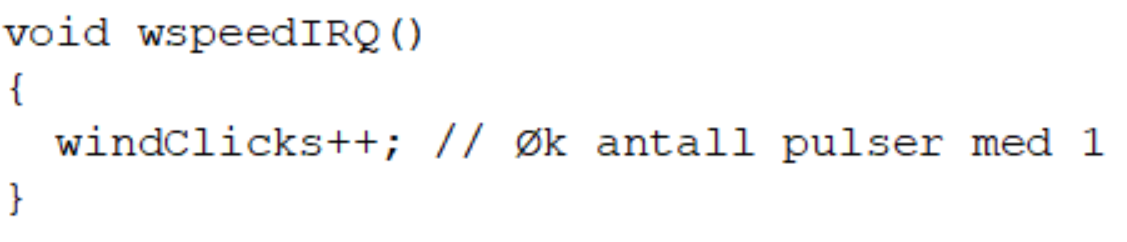 void wspeedIRQ()
{
  windClicks++; // Øk antall pulser med 1
}